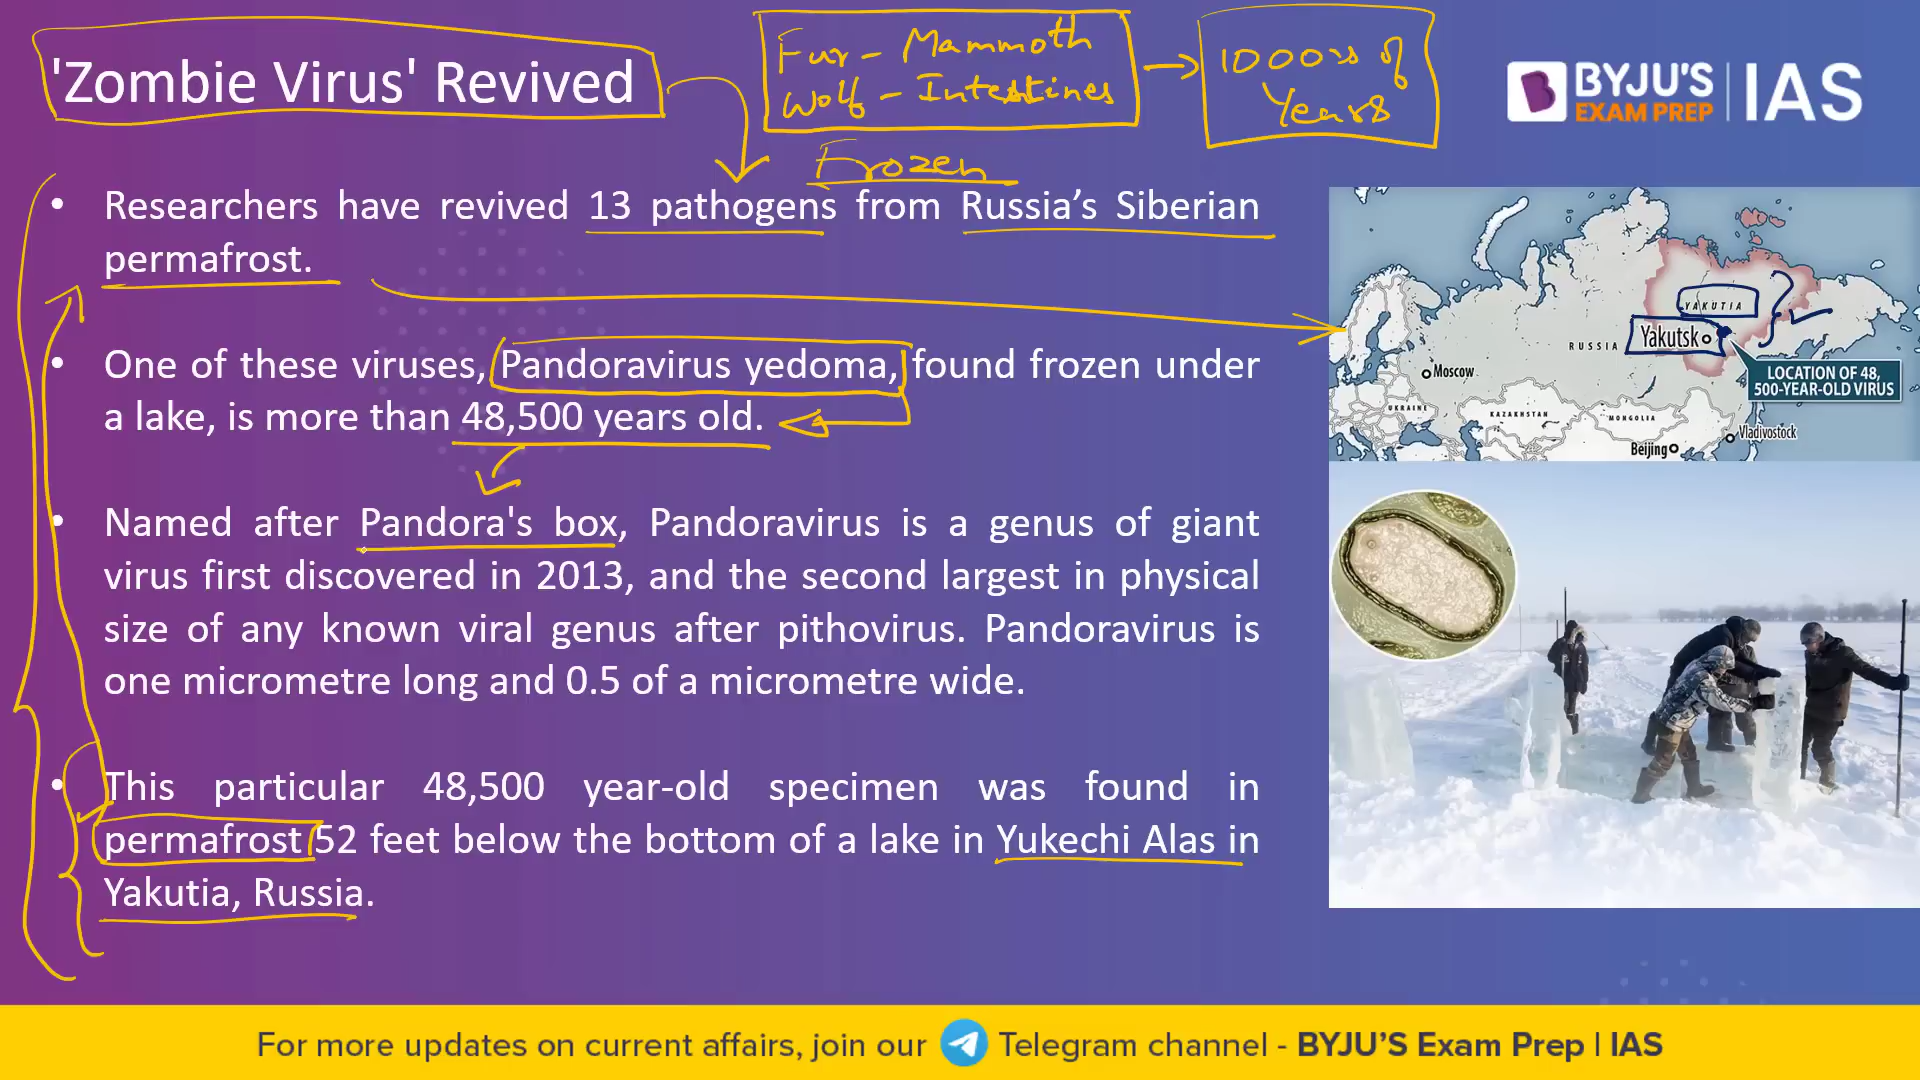 'Zombie Virus' Revived
Fur - Mammoth
Wolf - Intestines
1000s of
Years
Frozen
BYJU'S
EXAM PREP
IAS
• Researchers have revived 13 pathogens from Russia's Siberian
permafrost.
• One of these viruses, Pandoravirus yedoma, found frozen under
a lake, is more than 48,500 years old.
• Named after Pandora's box, Pandoravirus is a genus of giant
virus first discovered in 2013, and the second largest in physical
size of any known viral genus after pithovirus. Pandoravirus is
one micrometre long and 0.5 of a micrometre wide.
• This particular 48,500 year-old specimen was found in
permafrost 52 feet below the bottom of a lake in Yukechi Alas in
Yakutia, Russia.
YAKUTIA
Yakutsk
RUSSIA
Moscow
LOCATION OF 48,
500-YEAR-OLD VIRUS
UKRAINE
KAZAKHSTAN
MONGOLIA
Vladivostock
Beijing
For more updates on current affairs, join our Telegram channel - BYJU'S Exam Prep | IAS